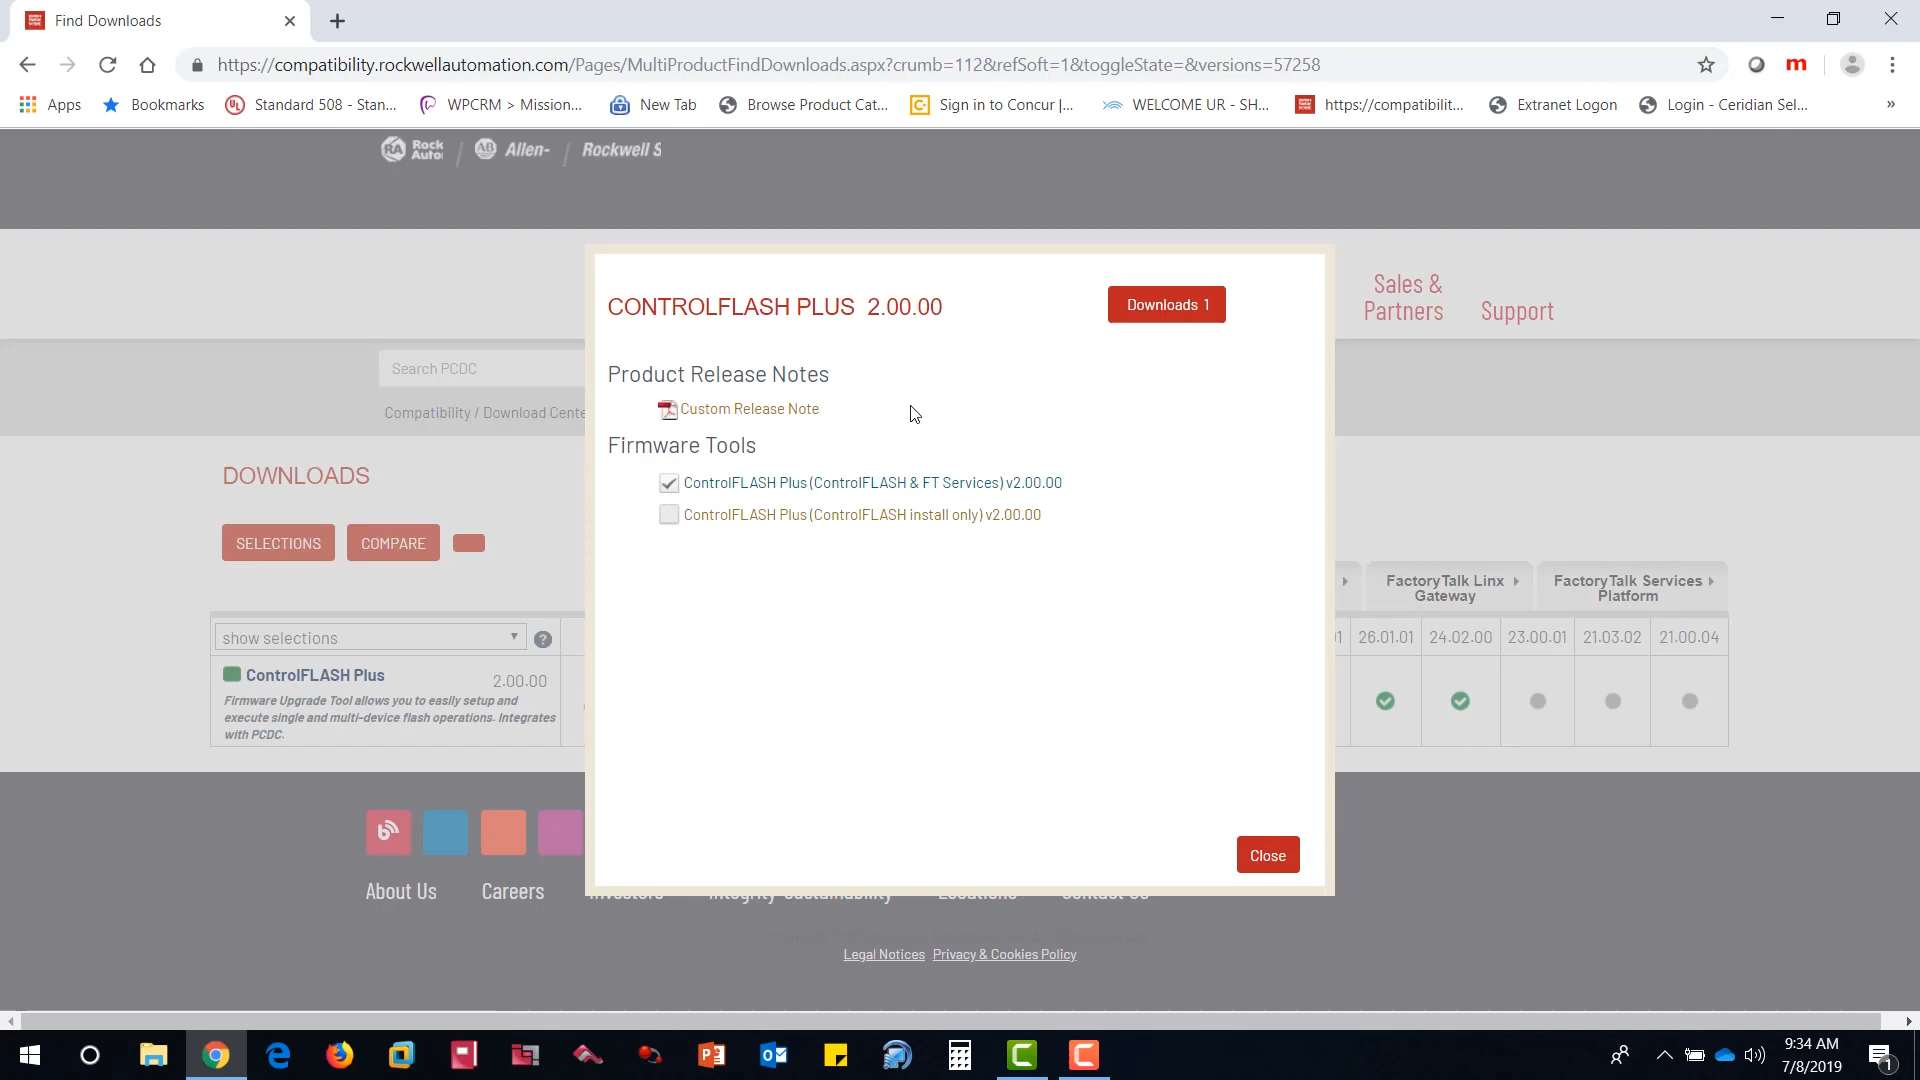 Find Downloads
https://compatibility.rockwellautomation.com/Pages/MultiProductFindDownloads.aspx?crumb=112&refSoft=1&toggleState=&versions=57258
Apps
Bookmarks
Standard 508 - Stan...
WPCRM > Mission...
New Tab
Browse Product Cat...
Sign in to Concur |...
WELCOME UR - SH...
https://compatibilit...
Extranet Logon
Login - Ceridian Sel...
»
RA Rock
Auto
AB Allen-
Rockwell S
Sales &
Partners
Support
Search PCDC
Compatibility / Download Cente
CONTROLFLASH PLUS 2.00.00
Downloads 1
Product Release Notes
Custom Release Note
Firmware Tools
ControlFLASH Plus (ControlFLASH & FT Services) v2.00.00
ControlFLASH Plus (ControlFLASH install only) v2.00.00
Close
DOWNLOADS
SELECTIONS
COMPARE
FactoryTalk Linx
Gateway
FactoryTalk Services
Platform
show selections
?
26.01.01
24.02.00
23.00.01
21.03.02
21.00.04
ControlFLASH Plus
2.00.00
Firmware Upgrade Tool allows you to easily setup and
execute single and multi-device flash operations. Integrates
with PCDC.
About Us
Careers
Legal Notices
Privacy & Cookies Policy
9:34 AM
7/8/2019
1